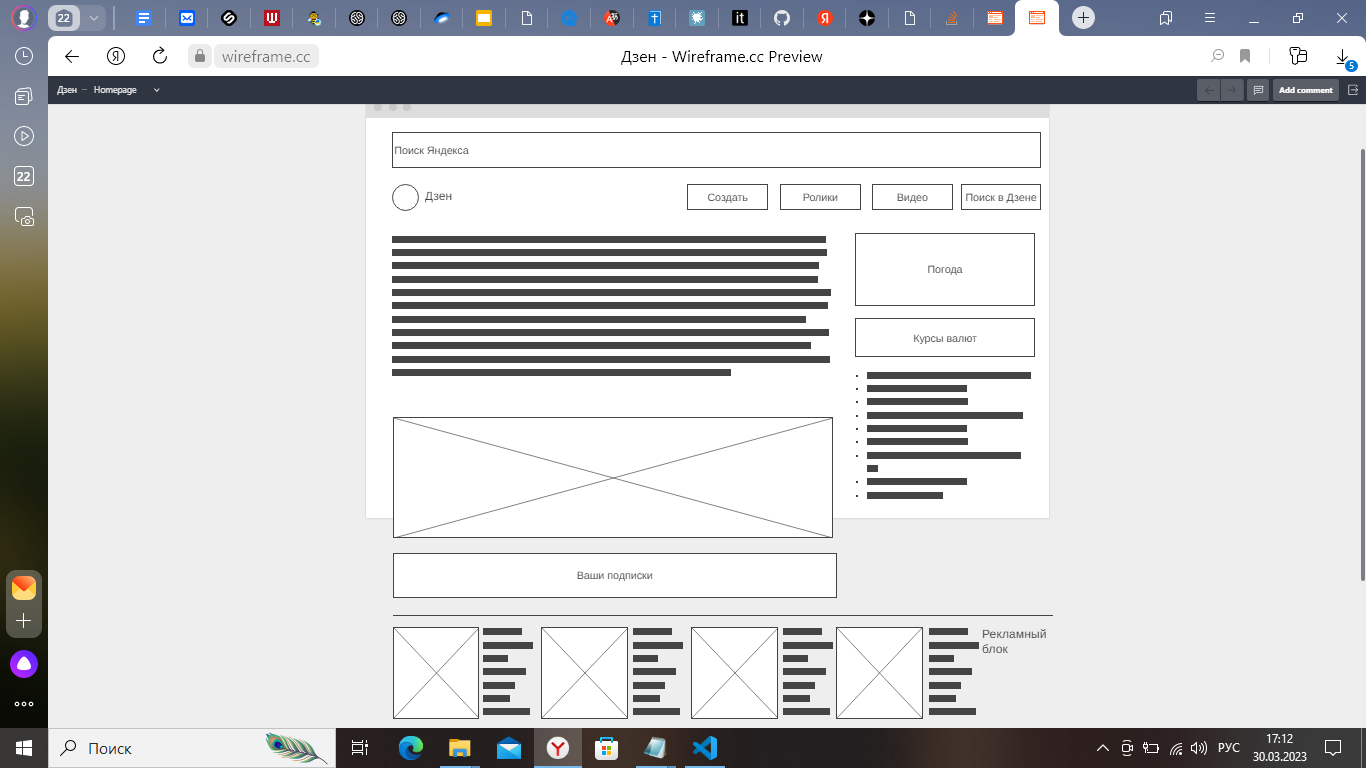 22
wireframe.cc
Дзен - Wireframe.cc Preview
5
Дзен
Homepage
Add comment
22
Поиск Яндекса
Дзен
Создать
Ролики
Видео
Поиск в Дзене
Погода
Курсы валют
Ваши подписки
Рекламный
блок
Поиск
РУС
17:12
30.03.2023